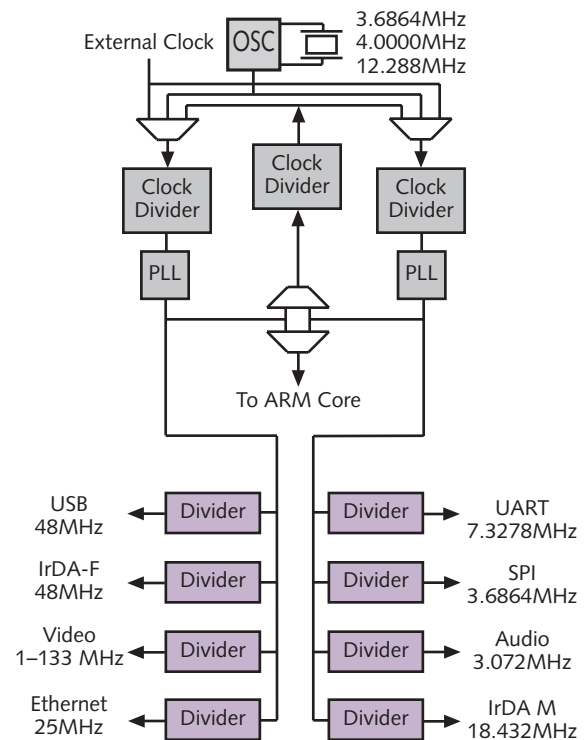 3.6864MHz
External Clock
OSC
4.0000MHz
12.288MHz
Clock
Divider
Clock
Divider
Clock
Divider
PLL
PLL
To ARM Core
USB
48MHz
Divider
Divider
UART
7.3278MHz
IrDA-F
48MHz
Divider
Divider
SPI
3.6864MHz
Video
1–133 MHz
Divider
Divider
Audio
3.072MHz
Ethernet
25MHz
Divider
Divider
IrDA M
18.432MHz